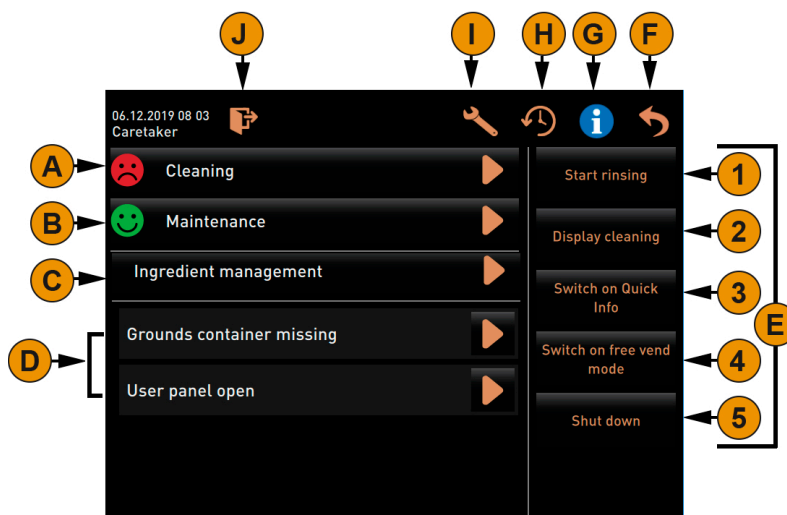 J
I
H
G
F
06.12.2019 08 03
Caretaker
i
A
Cleaning
Start rinsing
1
B
Maintenance
Display cleaning
2
C
Ingredient management
Switch on Quick
Info
3
E
D
Grounds container missing
Switch on free vend
mode
4
User panel open
Shut down
5